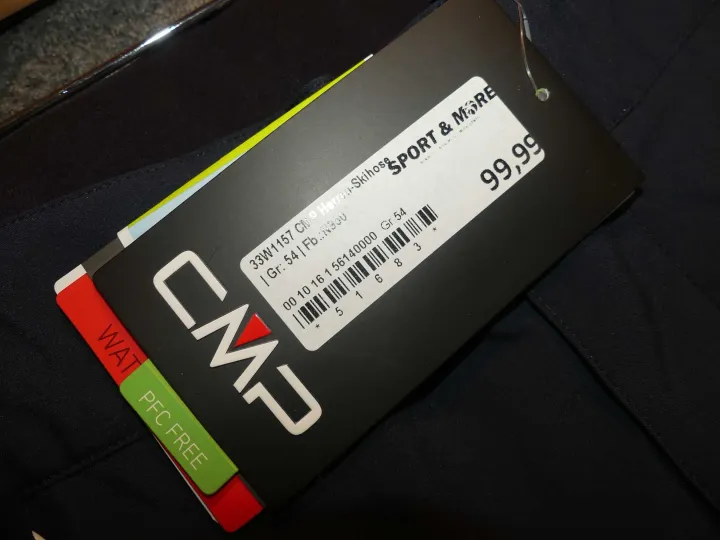 SPORT & MORE
99,99
33W1157 CMP Herren-Skihose
| Gr: 54 | Fb.:N950
00 10 16 1 56140000 Gr 54
* 5 1 6 8 3 *
CMP
WAT
PFC FREE